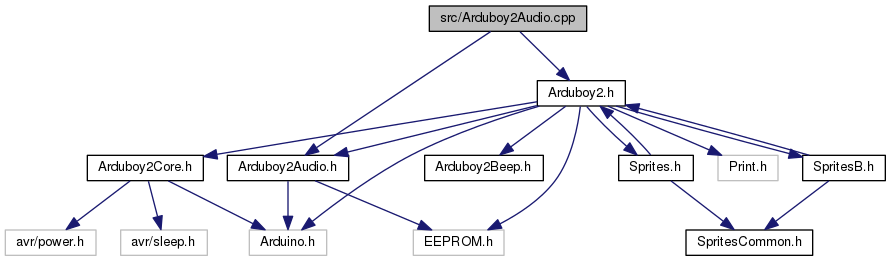 src/Arduboy2Audio.cpp
Arduboy2.h
Arduboy2Core.h
Arduboy2Audio.h
Arduboy2Beep.h
Sprites.h
Print.h
SpritesB.h
avr/power.h
avr/sleep.h
Arduino.h
EEPROM.h
SpritesCommon.h